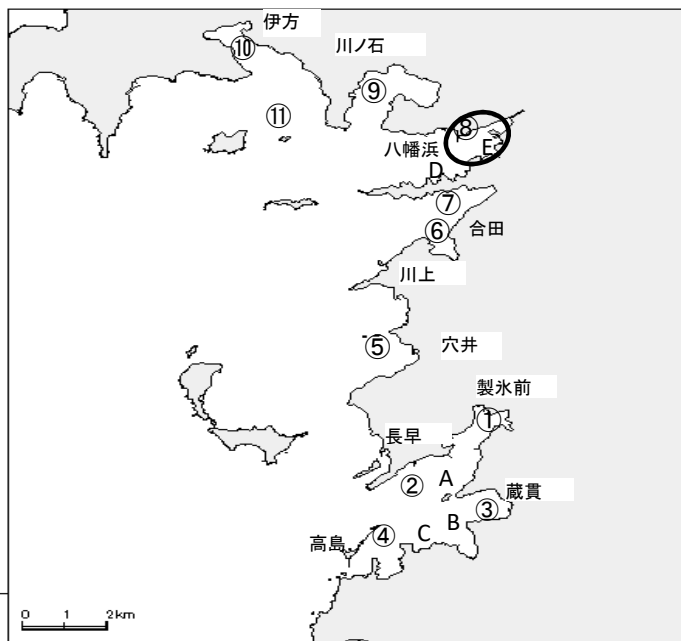 伊方
⑩
川ノ石
⑨
⑪
⑧
八幡浜
E
D
⑦
⑥
合田
川上
⑤
穴井
製氷前
①
長早
②
A
蔵貫
③
B
④
C
高島
0 1 2km